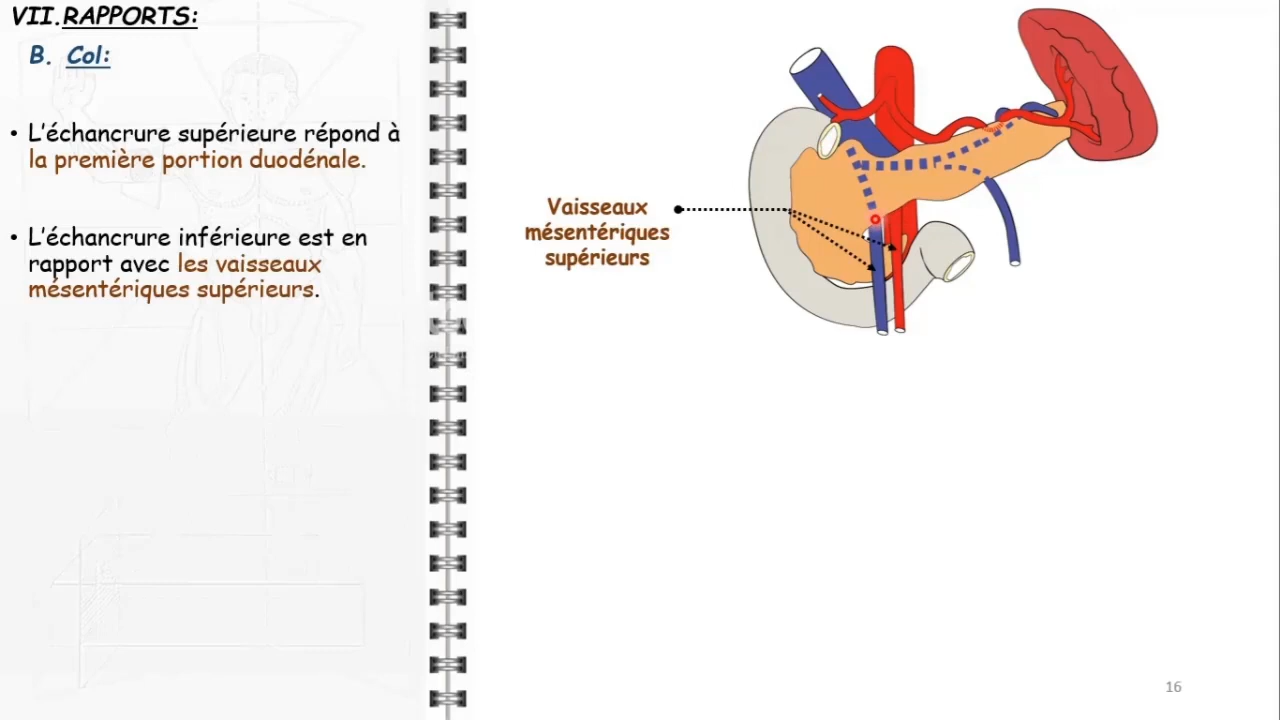 VII. RAPPORTS:
B. Col:
• L'échancrure supérieure répond à
la première portion duodénale.
• L'échancrure inférieure est en
rapport avec les vaisseaux
mésentériques supérieurs.
Vaisseaux
mésentériques
supérieurs
16